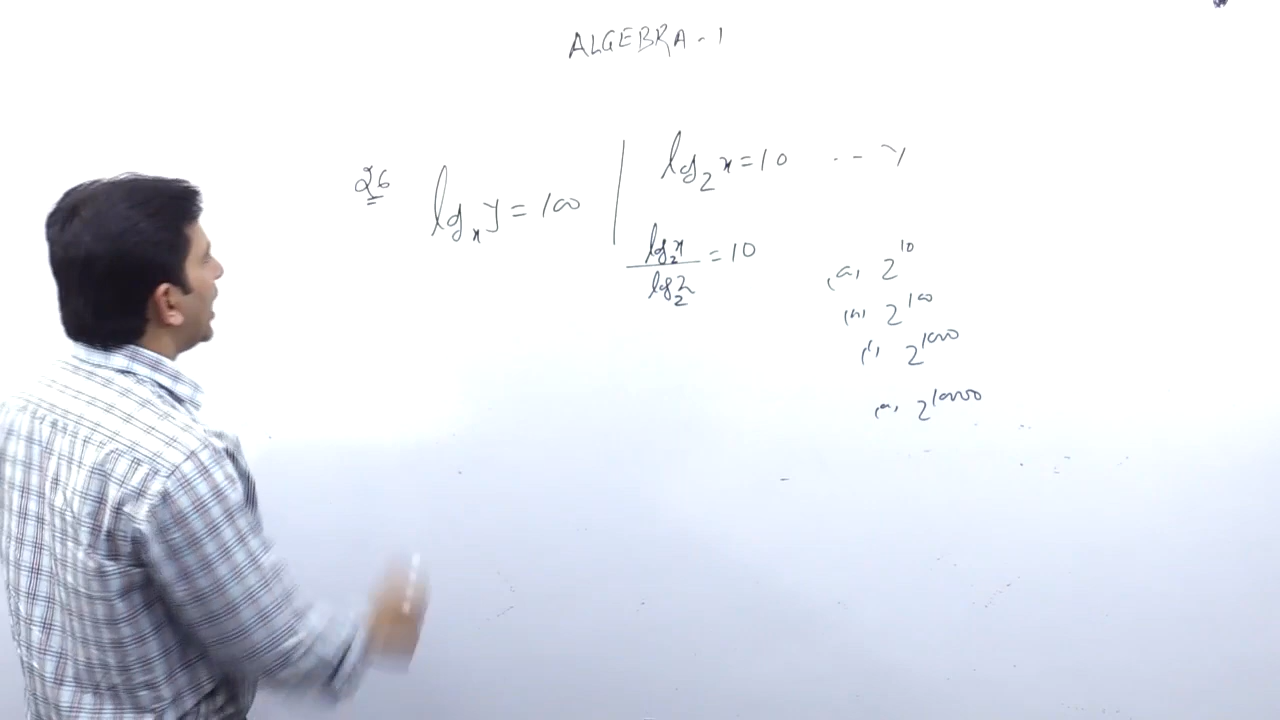 ALGEBRA - 1
Q6 log_x y = 100
log_2 x = 10 -- y
log_2 x / log_2 2 = 10
(a) 2^10
2^100
2^1000
2^10000